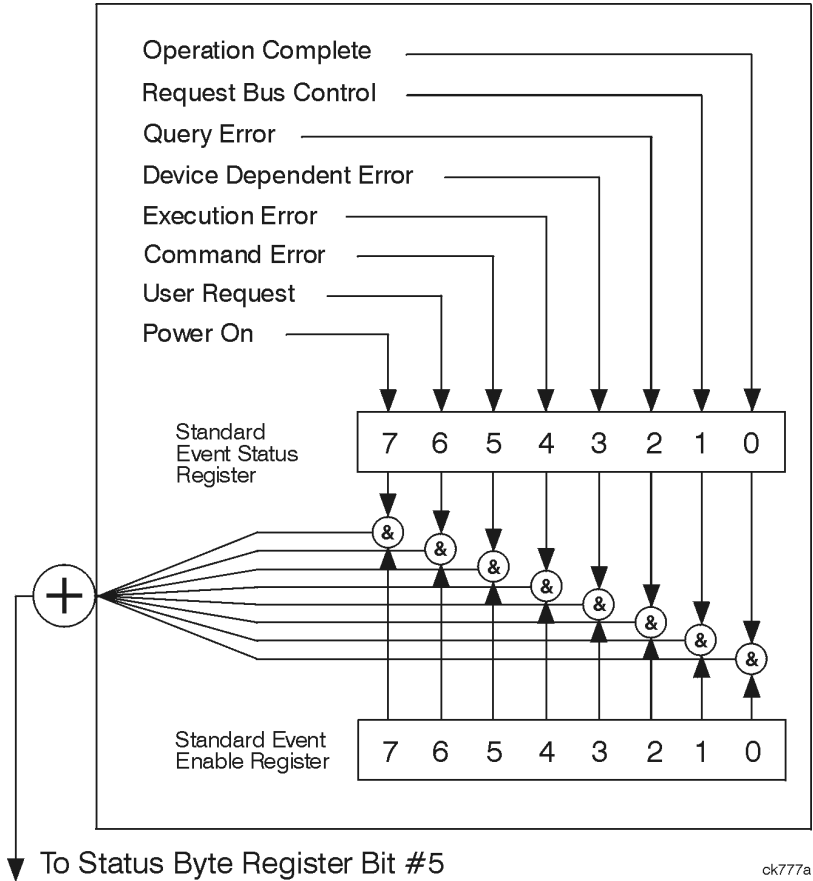 Operation Complete
Request Bus Control
Query Error
Device Dependent Error
Execution Error
Command Error
User Request
Power On
Standard
Event Status
Register
7 6 5 4 3 2 1 0
&
&
&
&
&
&
&
&
+
Standard Event
Enable Register
7 6 5 4 3 2 1 0
To Status Byte Register Bit #5
ck777a